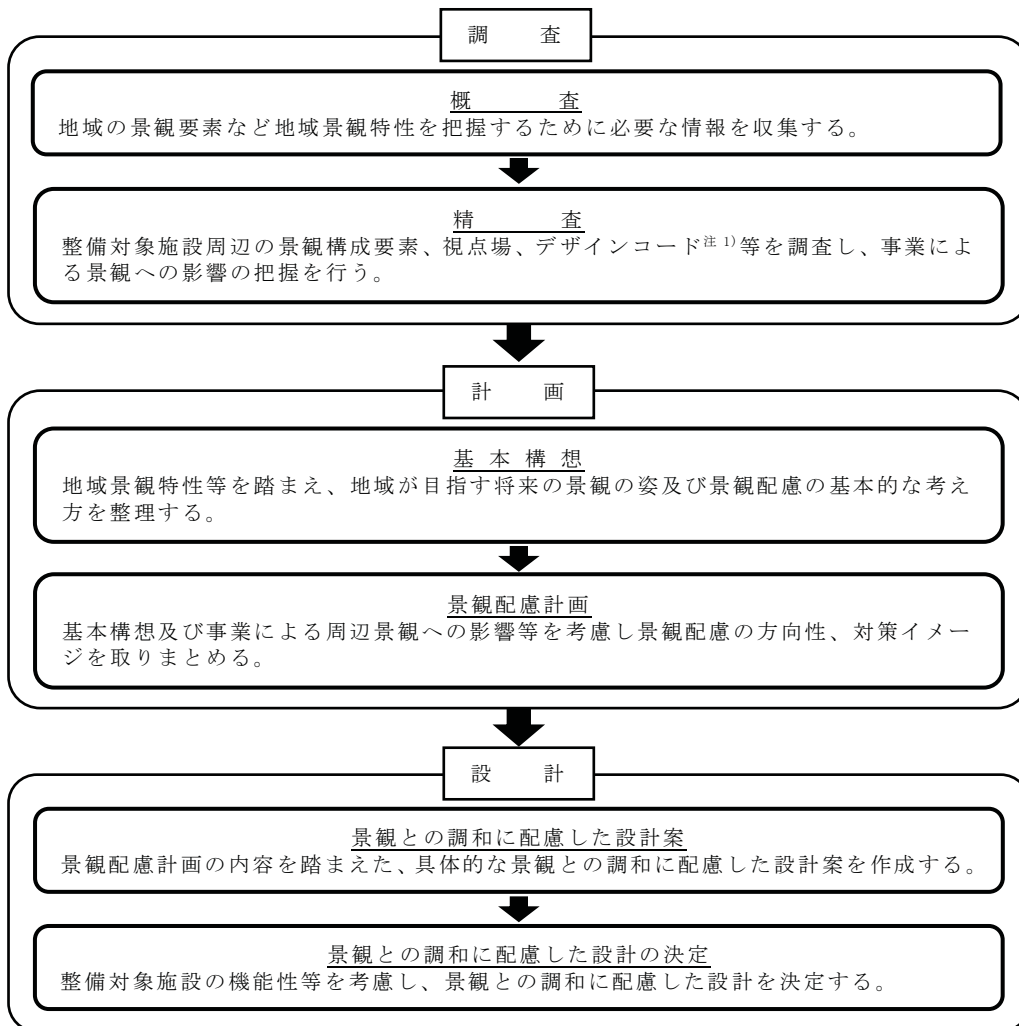 調査
概査
地域の景観要素など地域景観特性を把握するために必要な情報を収集する。
精査
整備対象施設周辺の景観構成要素、視点場、デザインコード注1)等を調査し、事業によ
る景観への影響の把握を行う。
計画
基本構想
地域景観特性等を踏まえ、地域が目指す将来の景観の姿及び景観配慮の基本的な考え
方を整理する。
景観配慮計画
基本構想及び事業による周辺景観への影響等を考慮し景観配慮の方向性、対策イメー
ジを取りまとめる。
設計
景観との調和に配慮した設計案
景観配慮計画の内容を踏まえた、具体的な景観との調和に配慮した設計案を作成する。
景観との調和に配慮した設計の決定
整備対象施設の機能性等を考慮し、景観との調和に配慮した設計を決定する。